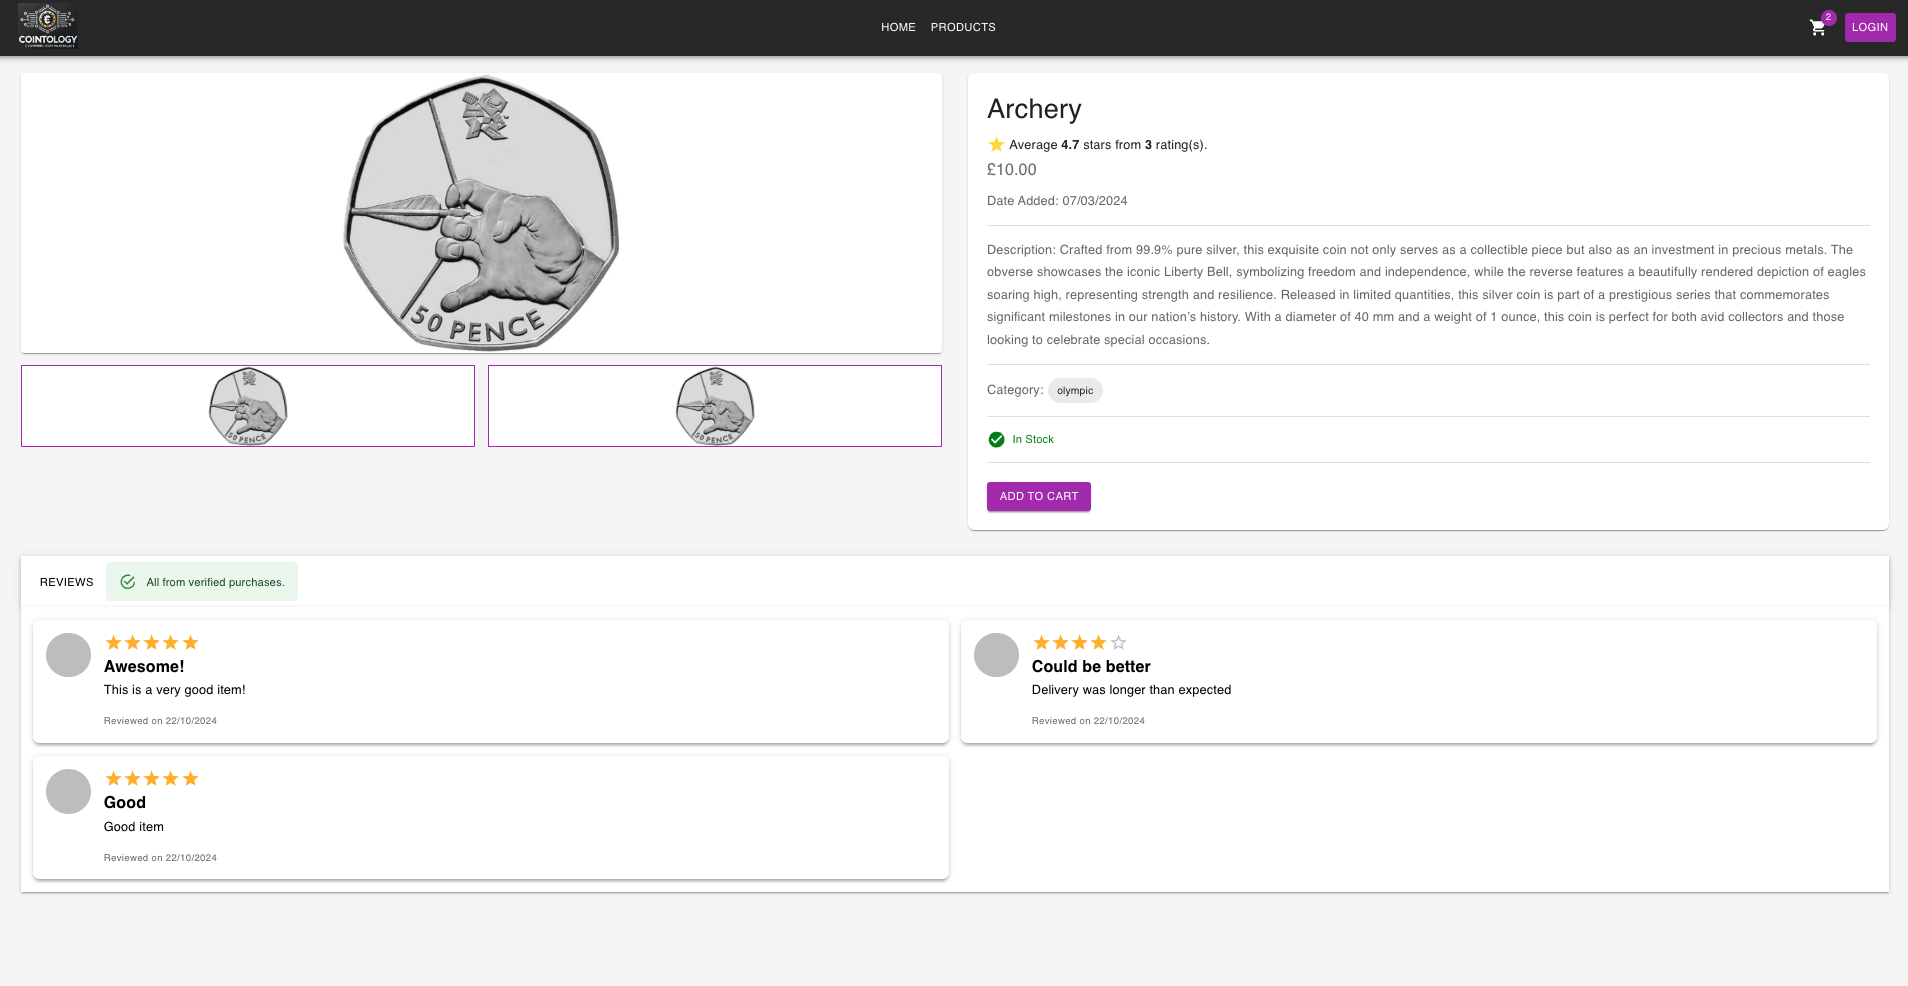 COINTOLOGY
HOME PRODUCTS
2
LOGIN
50 PENCE
50 PENCE
50 PENCE
Archery
Average 4.7 stars from 3 rating(s).
£10.00
Date Added: 07/03/2024
Description: Crafted from 99.9% pure silver, this exquisite coin not only serves as a collectible piece but also as an investment in precious metals. The
obverse showcases the iconic Liberty Bell, symbolizing freedom and independence, while the reverse features a beautifully rendered depiction of eagles
soaring high, representing strength and resilience. Released in limited quantities, this silver coin is part of a prestigious series that commemorates
significant milestones in our nation’s history. With a diameter of 40 mm and a weight of 1 ounce, this coin is perfect for both avid collectors and those
looking to celebrate special occasions.
Category: olympic
In Stock
ADD TO CART
REVIEWS
All from verified purchases.
Awesome!
This is a very good item!
Reviewed on 22/10/2024
Could be better
Delivery was longer than expected
Reviewed on 22/10/2024
Good
Good item
Reviewed on 22/10/2024